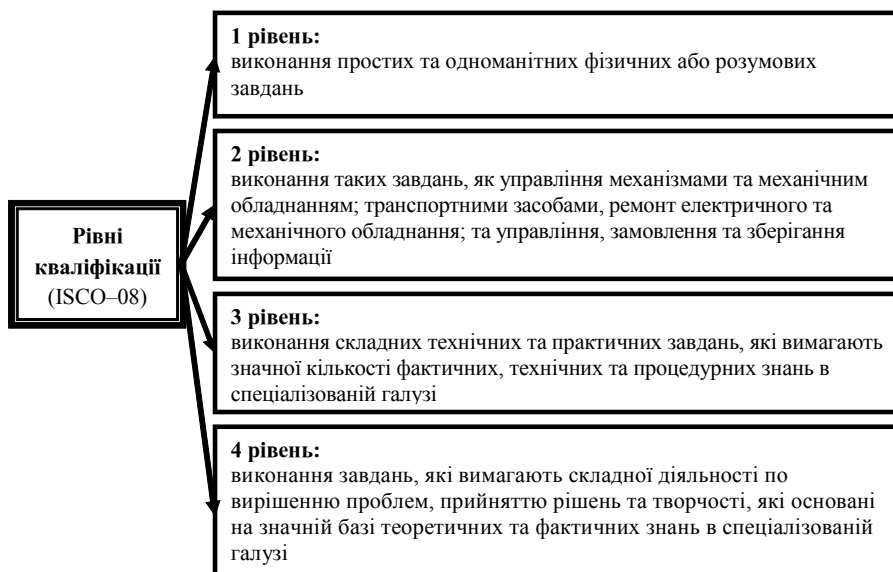 1 рівень:
виконання простих та одноманітних фізичних або розумових
завдань
2 рівень:
виконання таких завдань, як управління механізмами та механічним
обладнанням; транспортними засобами, ремонт електричного та
механічного обладнання; та управління, замовлення та зберігання
інформації
Рівні
кваліфікації
(ISCO–08)
3 рівень:
виконання складних технічних та практичних завдань, які вимагають
значної кількості фактичних, технічних та процедурних знань в
спеціалізованій галузі
4 рівень:
виконання завдань, які вимагають складної діяльності по
вирішенню проблем, прийняттю рішень та творчості, які основані
на значній базі теоретичних та фактичних знань в спеціалізованій
галузі